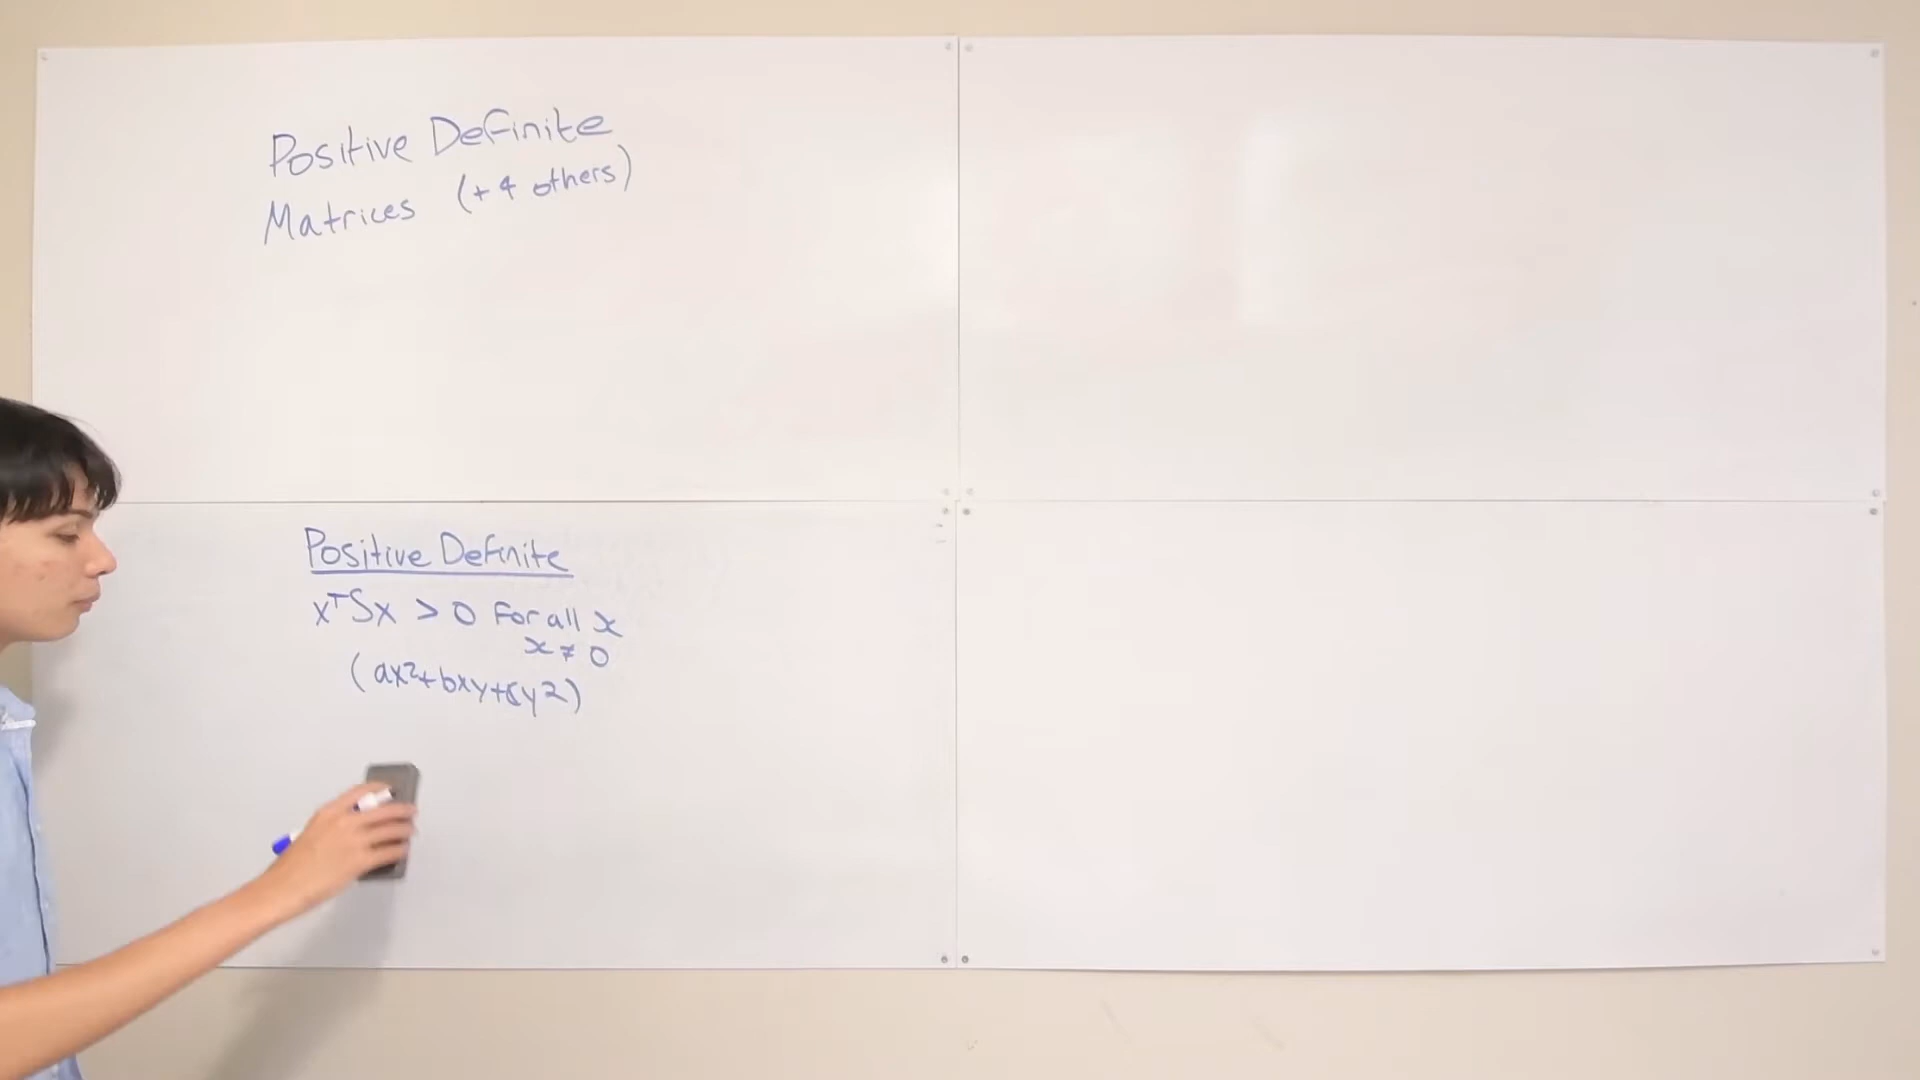 Positive Definite
Matrices (+ 4 others)
Positive Definite
xᵀSx > 0 For all x
x ≠ 0
(ax²+bxy+cy²)